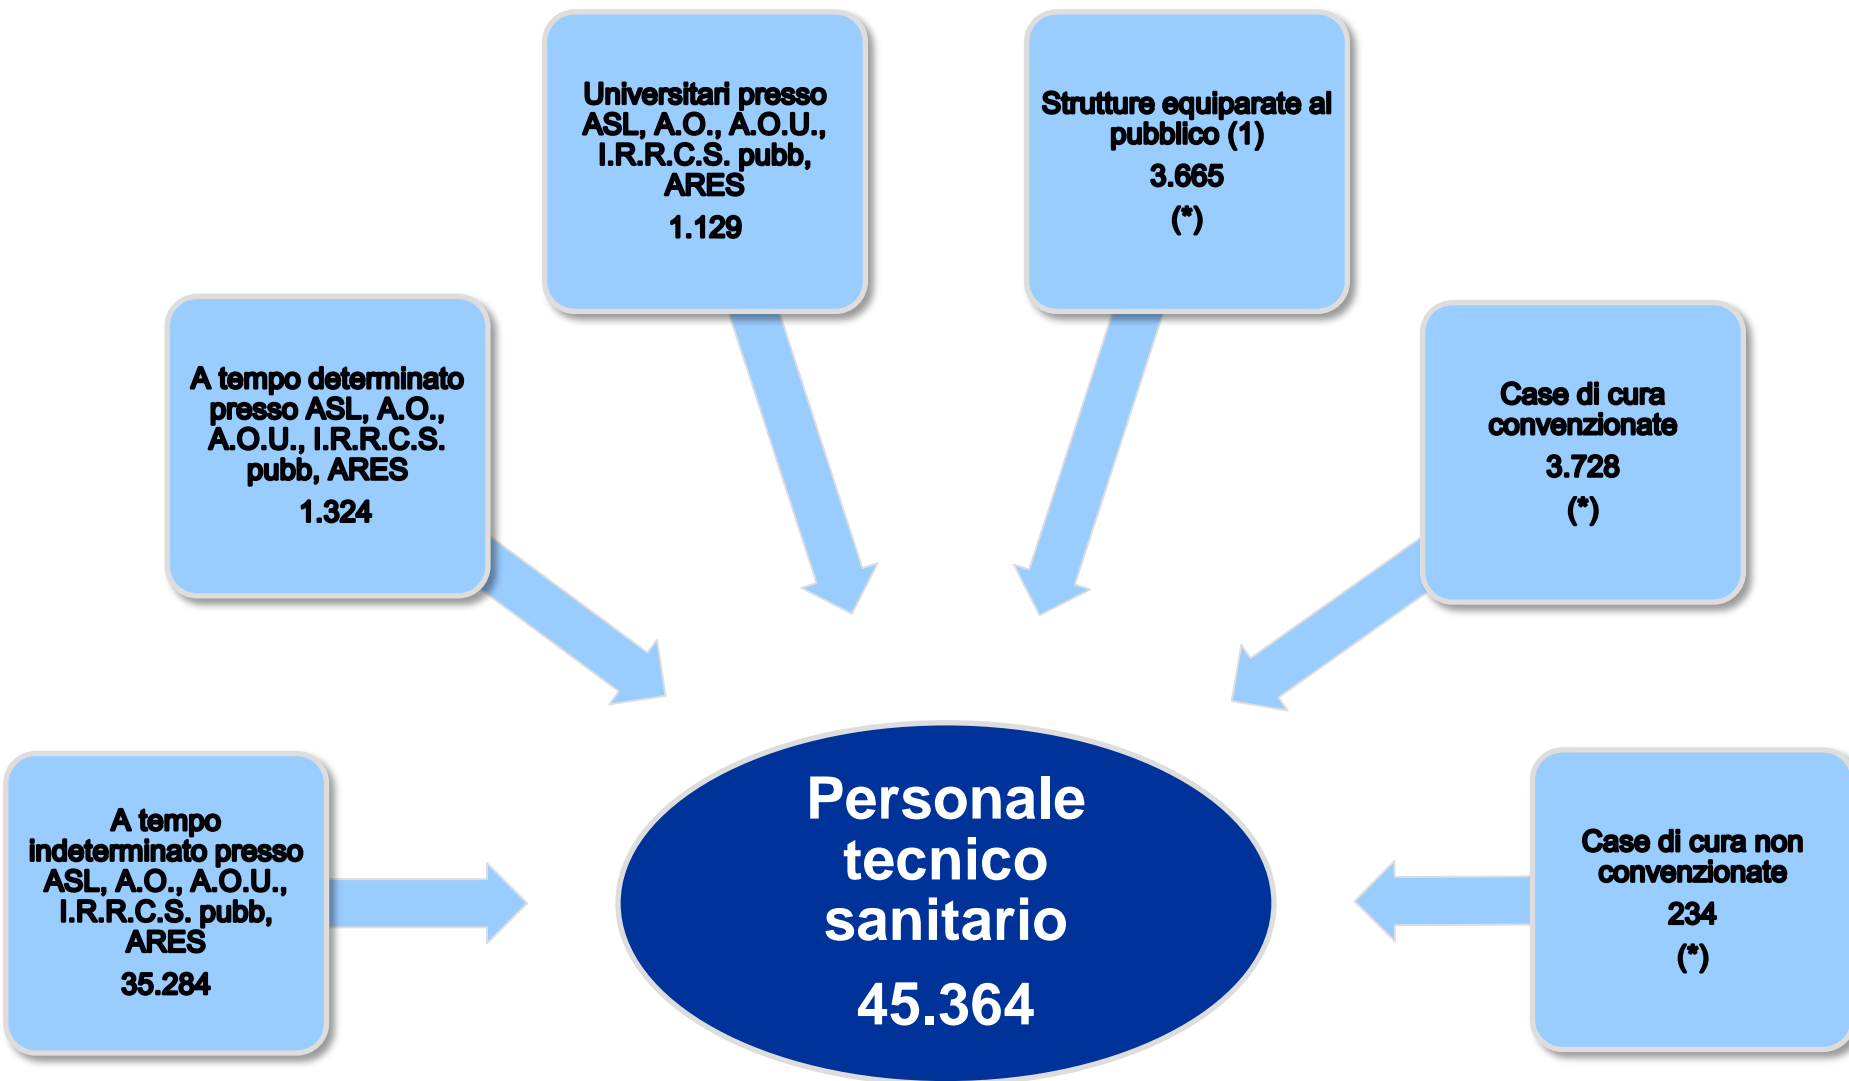 Universitari presso
ASL, A.O., A.O.U.,
I.R.R.C.S. pubb,
ARES
1.129
Strutture equiparate al
pubblico (1)
3.665
(*)
A tempo determinato
presso ASL, A.O.,
A.O.U., I.R.R.C.S.
pubb, ARES
1.324
Case di cura
convenzionate
3.728
(*)
A tempo
indeterminato presso
ASL, A.O., A.O.U.,
I.R.R.C.S. pubb,
ARES
35.284
Personale
tecnico
sanitario
45.364
Case di cura non
convenzionate
234
(*)